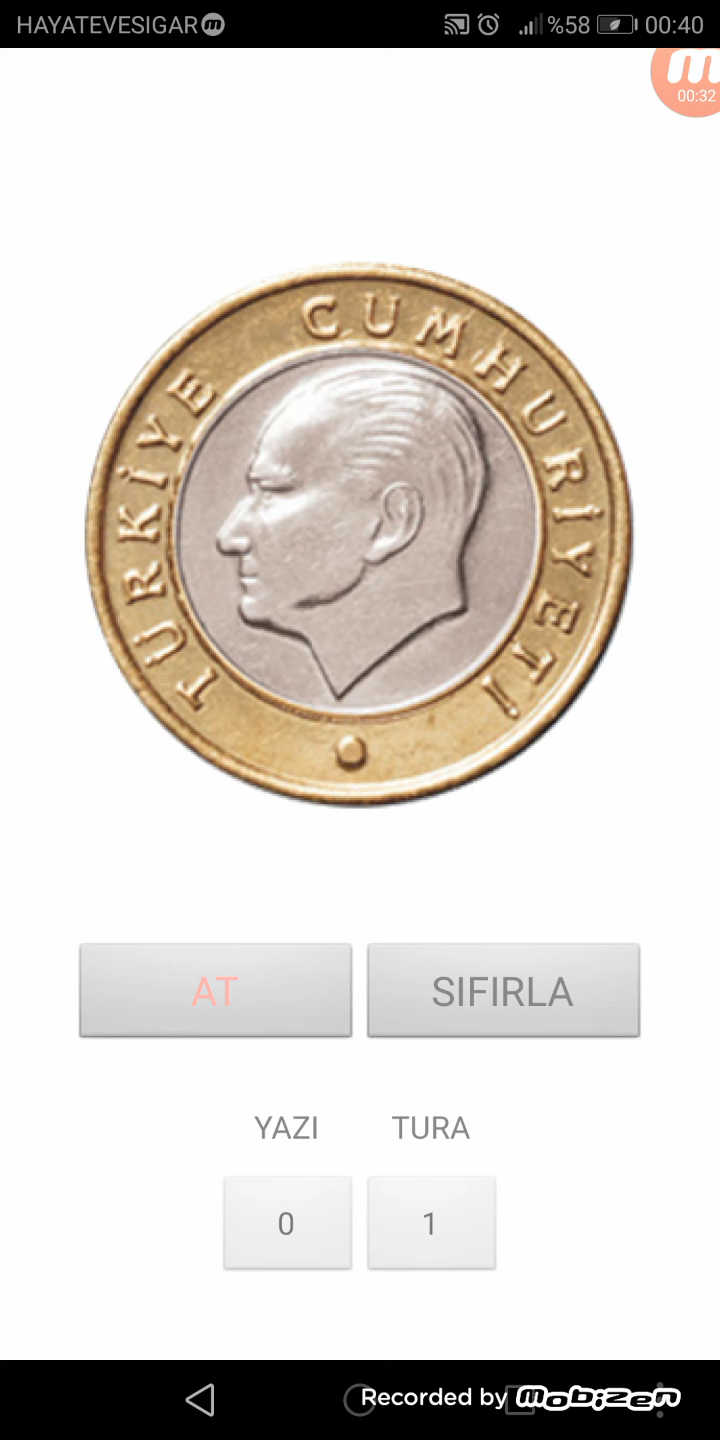 HAYATEVESIGAR m %58 00:40
m
00:32
TÜRKİYE CUMHURİYETİ
AT SIFIRLA
YAZI TURA
0 1
Recorded by Mobizen